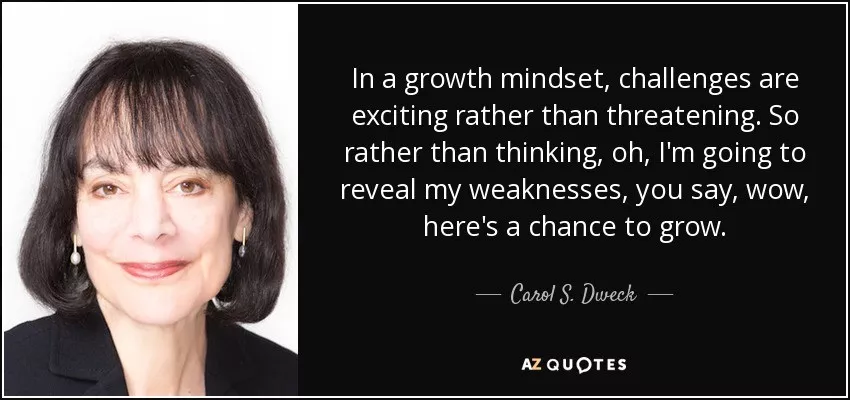 In a growth mindset, challenges are
exciting rather than threatening. So
rather than thinking, oh, I'm going to
reveal my weaknesses, you say, wow,
here's a chance to grow.
Carol S. Dweck
AZ QUOTES